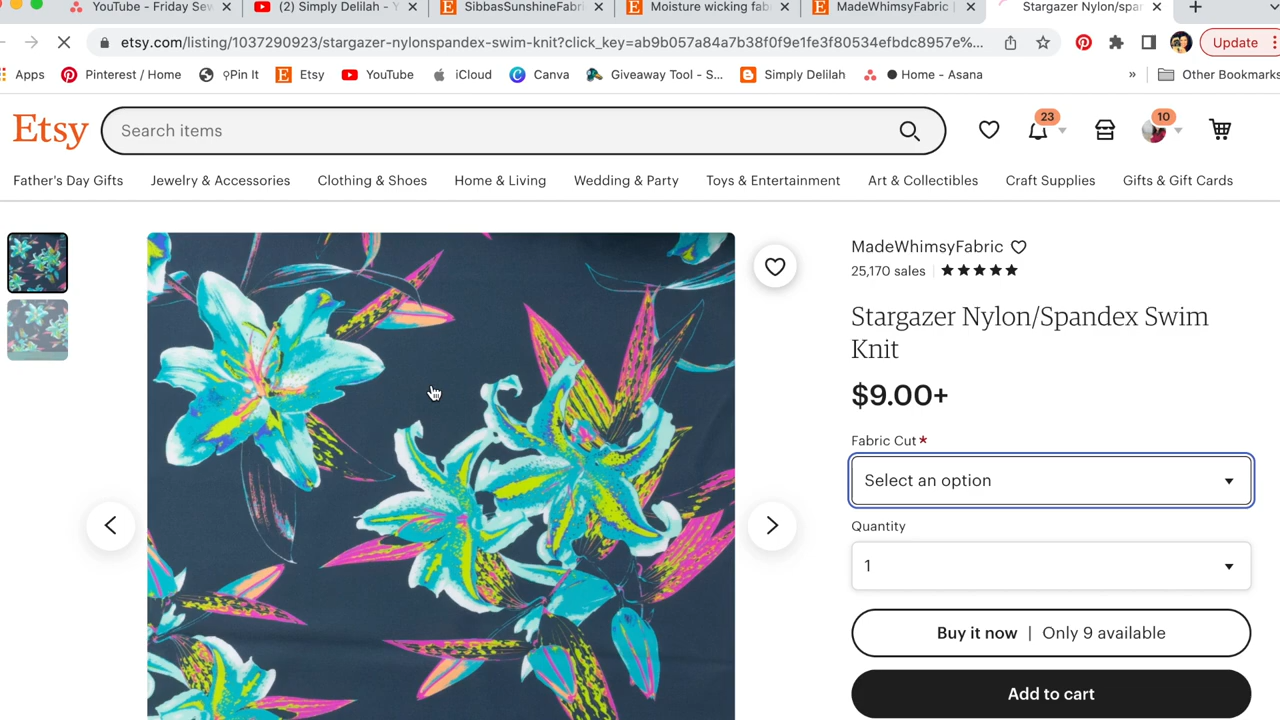 YouTube - Friday Sew
(2) Simply Delilah - Y
SibbasSunshineFabri
Moisture wicking fab
MadeWhimsyFabric |
Stargazer Nylon/spar
etsy.com/listing/1037290923/stargazer-nylonspandex-swim-knit?click_key=ab9b057a84a7b38f0f9e1fe3f80534efbdc8957e%...
Update
Apps
Pinterest / Home
Pin It
Etsy
YouTube
iCloud
Canva
Giveaway Tool - S...
Simply Delilah
Home - Asana
»
Other Bookmarks
Etsy
Search items
23
10
Father's Day Gifts
Jewelry & Accessories
Clothing & Shoes
Home & Living
Wedding & Party
Toys & Entertainment
Art & Collectibles
Craft Supplies
Gifts & Gift Cards
MadeWhimsyFabric
25,170 sales
Stargazer Nylon/Spandex Swim
Knit
$9.00+
Fabric Cut*
Select an option
Quantity
1
Buy it now | Only 9 available
Add to cart